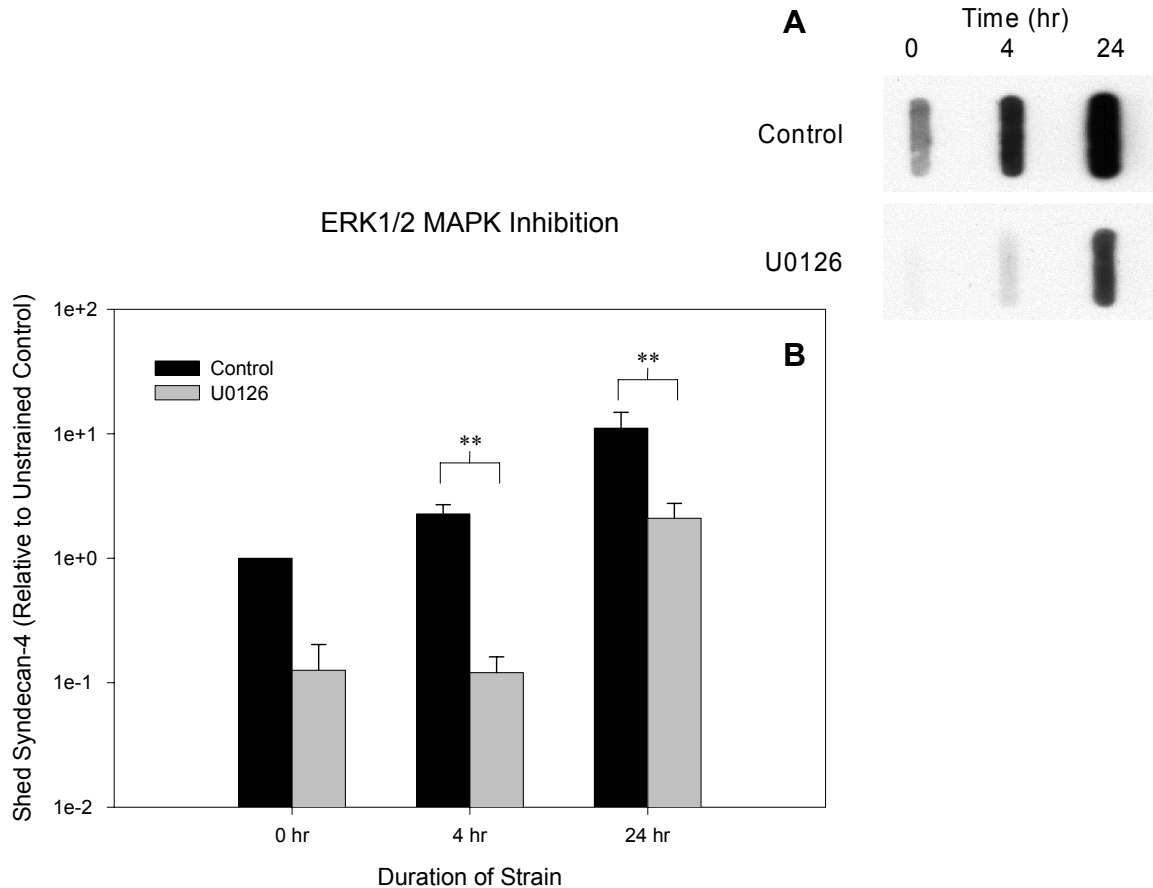 A
Time (hr)
0 4 24
Control
U0126
ERK1/2 MAPK Inhibition
Shed Syndecan-4 (Relative to Unstrained Control)
1e+2
1e+1
1e+0
1e-1
1e-2
Control
U0126
B
**
**
0 hr 4 hr 24 hr
Duration of Strain